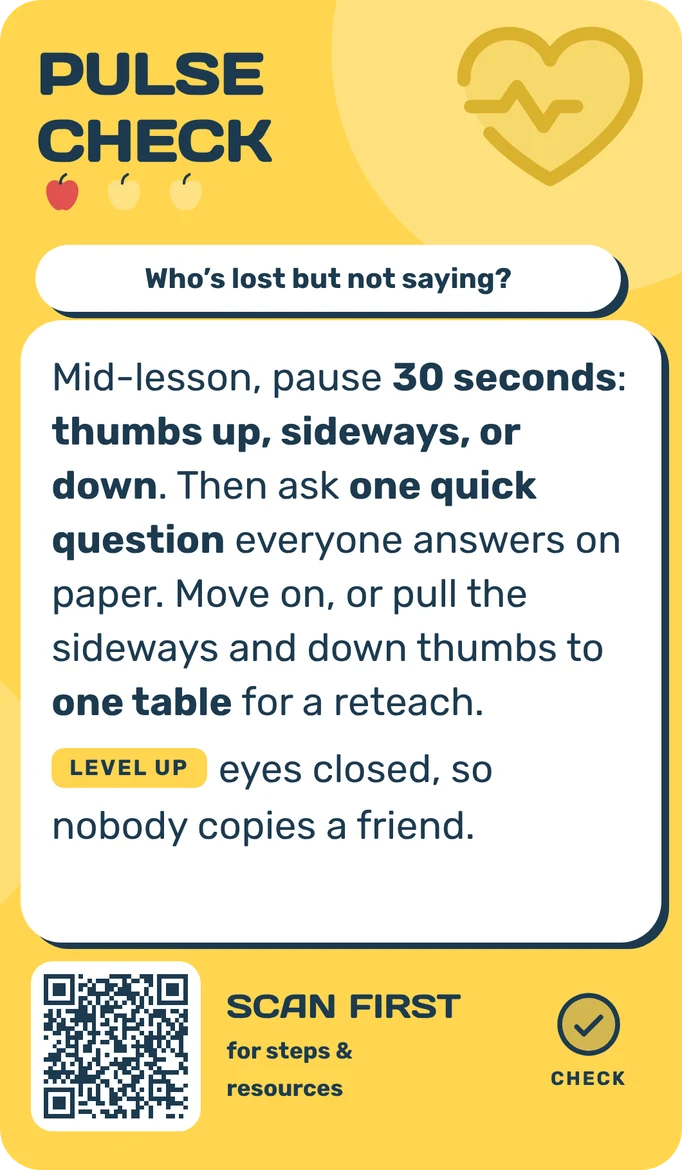 PULSE
CHECK
Who’s lost but not saying?
Mid-lesson, pause 30 seconds:
thumbs up, sideways, or
down. Then ask one quick
question everyone answers on
paper. Move on, or pull the
sideways and down thumbs to
one table for a reteach.
LEVEL UP eyes closed, so
nobody copies a friend.
SCAN FIRST
for steps &
resources
CHECK